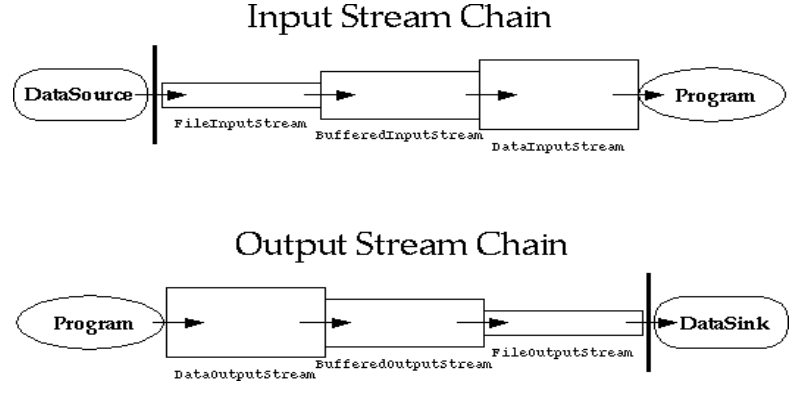 Input Stream Chain
DataSource
Program
FileInputStream
BufferedInputStream
DataInputStream
Output Stream Chain
Program
DataSink
FileOutputStream
BufferedOutputStream
DataOutputStream